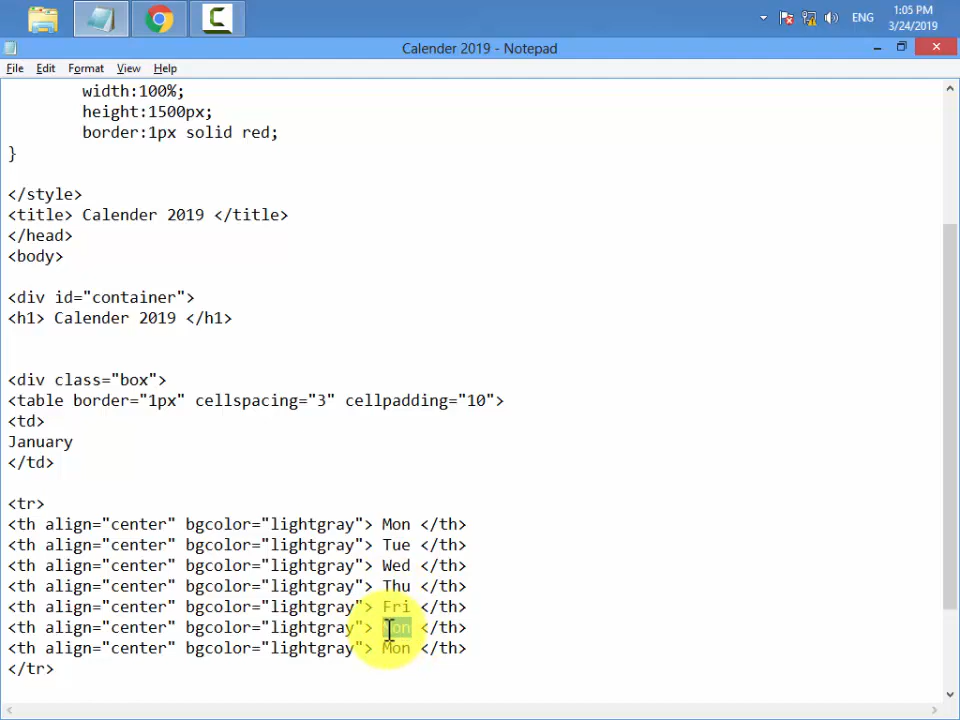 1:05 PM
ENG
3/24/2019
Calender 2019 - Notepad
File Edit Format View Help
width:100%;
height:1500px;
border:1px solid red;
}
</style>
<title> Calender 2019 </title>
</head>
<body>
<div id="container">
<h1> Calender 2019 </h1>
<div class="box">
<table border="1px" cellspacing="3" cellpadding="10">
<td>
January
</td>
<tr>
<th align="center" bgcolor="lightgray"> Mon </th>
<th align="center" bgcolor="lightgray"> Tue </th>
<th align="center" bgcolor="lightgray"> Wed </th>
<th align="center" bgcolor="lightgray"> Thu </th>
<th align="center" bgcolor="lightgray"> Fri </th>
<th align="center" bgcolor="lightgray"> Mon </th>
<th align="center" bgcolor="lightgray"> Mon </th>
</tr>